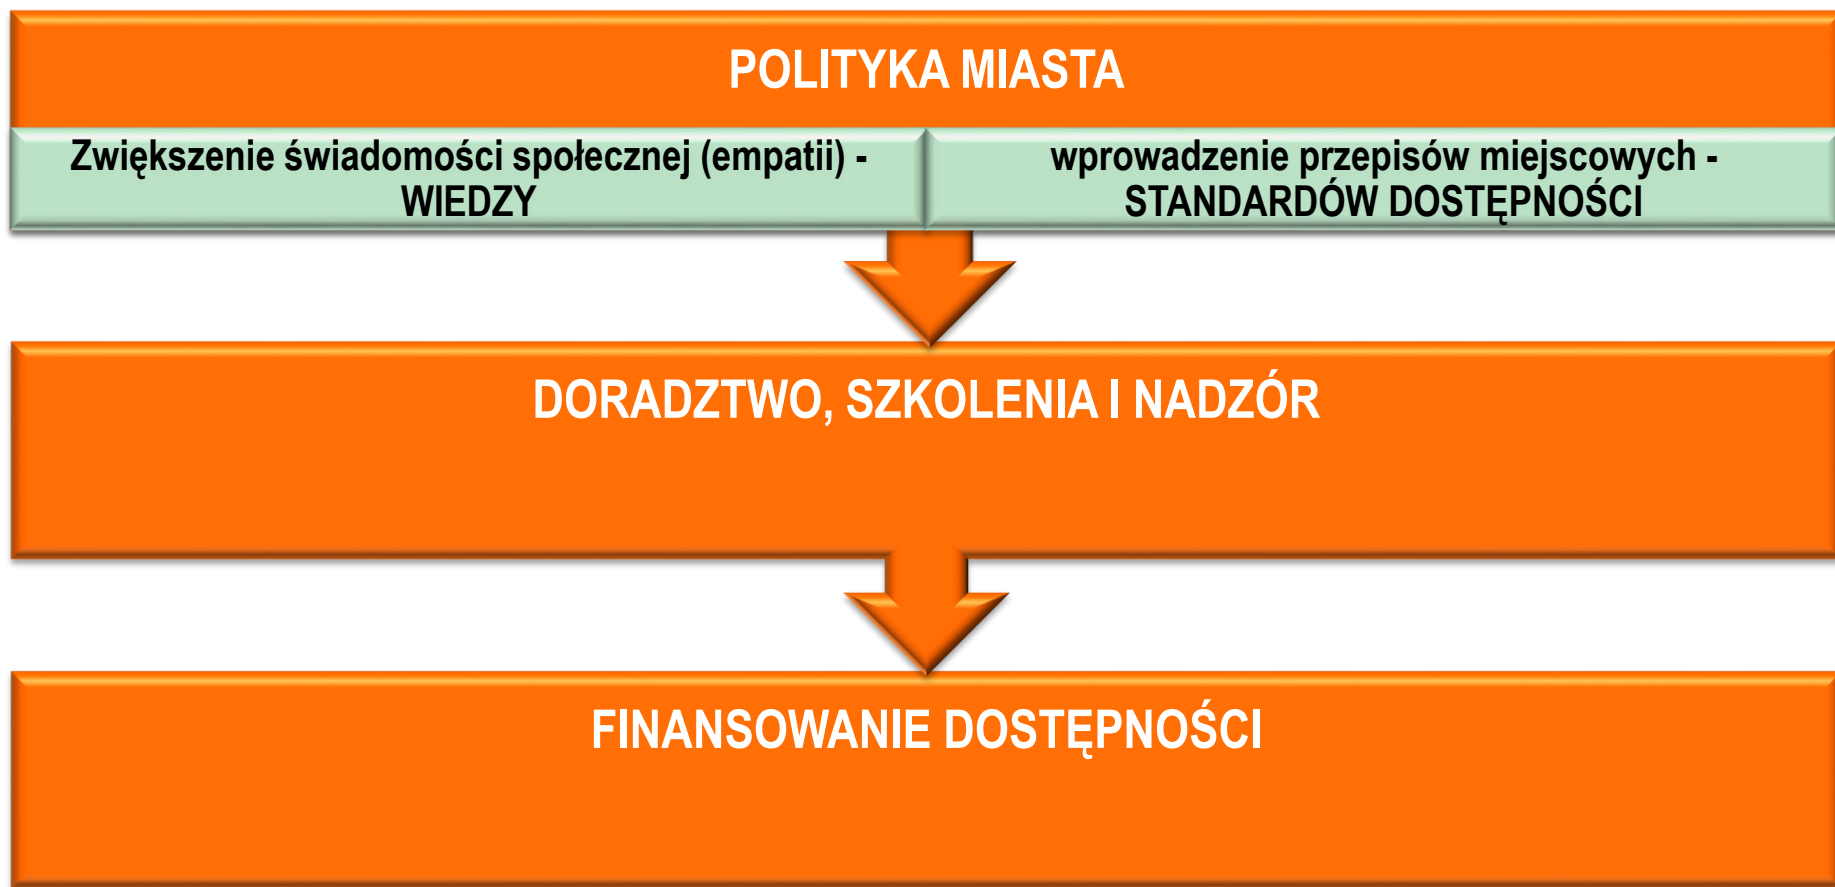 POLITYKA MIASTA
Zwiększenie świadomości społecznej (empatii) -
WIEDZY
wprowadzenie przepisów miejscowych -
STANDARDÓW DOSTĘPNOŚCI
DORADZTWO, SZKOLENIA I NADZÓR
FINANSOWANIE DOSTĘPNOŚCI